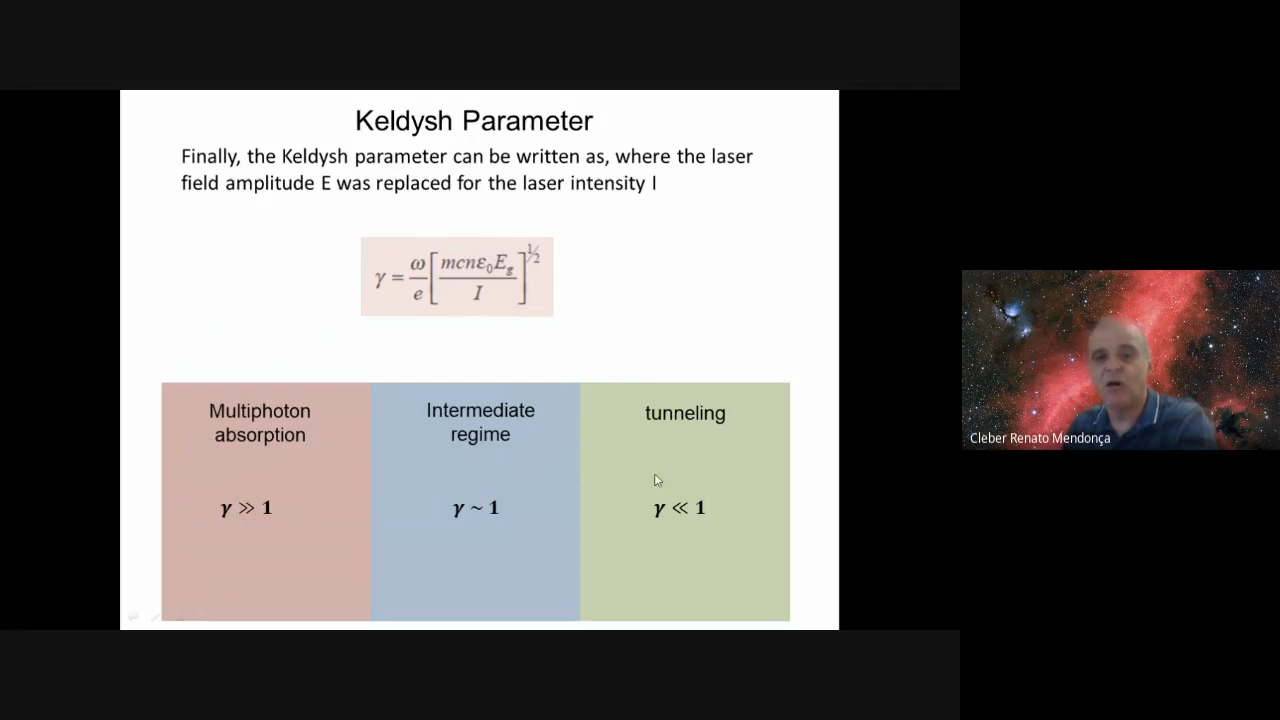 Keldysh Parameter
Finally, the Keldysh parameter can be written as, where the laser
field amplitude E was replaced for the laser intensity I
γ = ω/e [mcnε₀E_g / I]^½
Multiphoton
absorption
γ ≫ 1
Intermediate
regime
γ ~ 1
tunneling
γ ≪ 1
Cleber Renato Mendonça